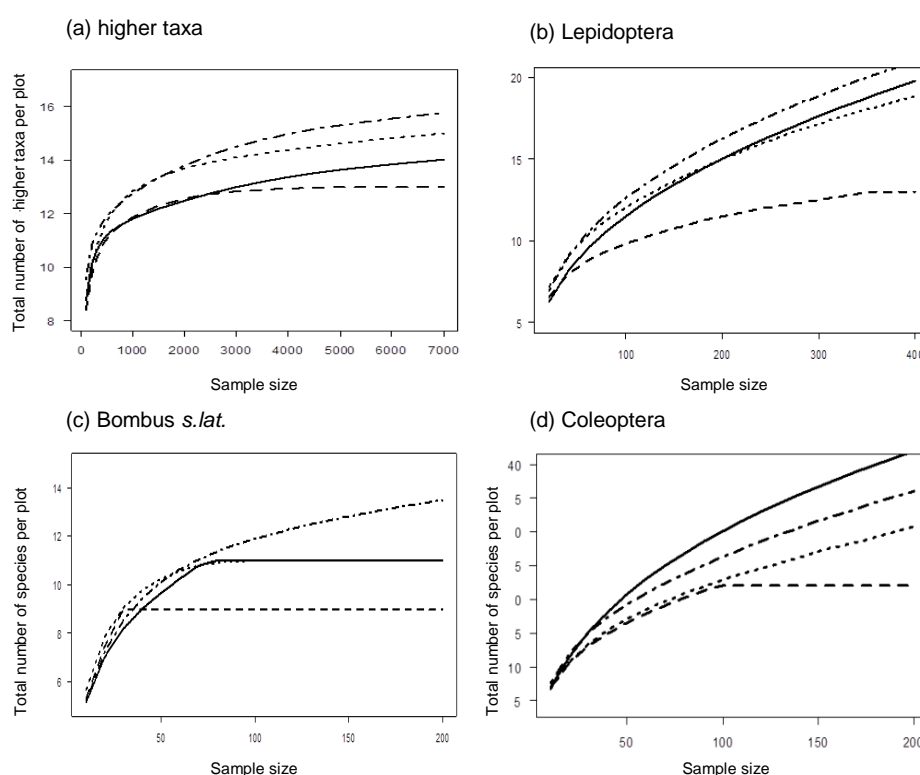 (a) higher taxa
Total number of higher taxa per plot
16
14
12
10
8
0 1000 2000 3000 4000 5000 6000 7000
Sample size
(b) Lepidoptera
20
15
10
5
100 200 300 400
Sample size
(c) Bombus s.lat.
Total number of species per plot
14
12
10
8
6
50 100 150 200
Sample size
(d) Coleoptera
Total number of species per plot
40
5
0
5
0
5
10
5
50 100 150 200
Sample size